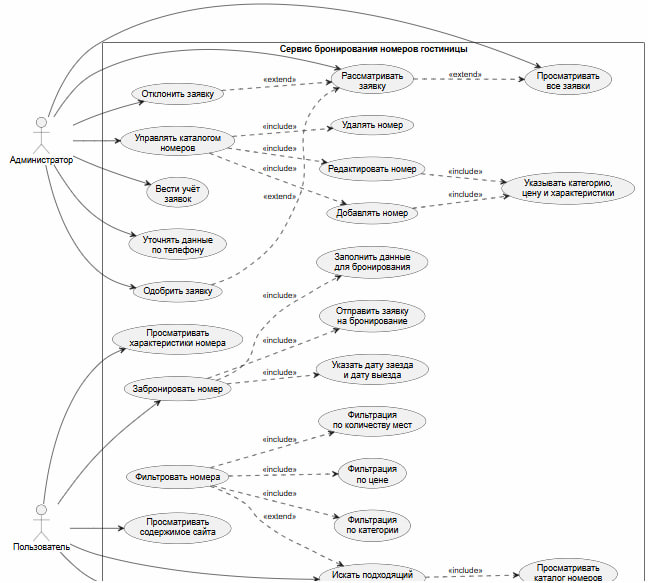 Сервис бронирования номеров гостиницы
Отклонить заявку
«extend»
Рассматривать
заявку
«extend»
Просматривать
все заявки
Администратор
Управлять каталогом
номеров
«include»
Удалять номер
«include»
«include»
Редактировать номер
«include»
Указывать категорию,
цену и характеристики
«include»
Вести учёт
заявок
«extend»
Добавлять номер
Уточнять данные
по телефону
Заполнить данные
для бронирования
Одобрить заявку
«include»
Отправить заявку
на бронирование
Просматривать
характеристики номера
«include»
Забронировать номер
«include»
Указать дату заезда
и дату выезда
Фильтрация
по количеству мест
«include»
Фильтровать номера
«include»
Фильтрация
по цене
«include»
«extend»
Фильтрация
по категории
Просматривать
содержимое сайта
Пользователь
Искать подходящий
«include»
Просматривать
каталог номеров